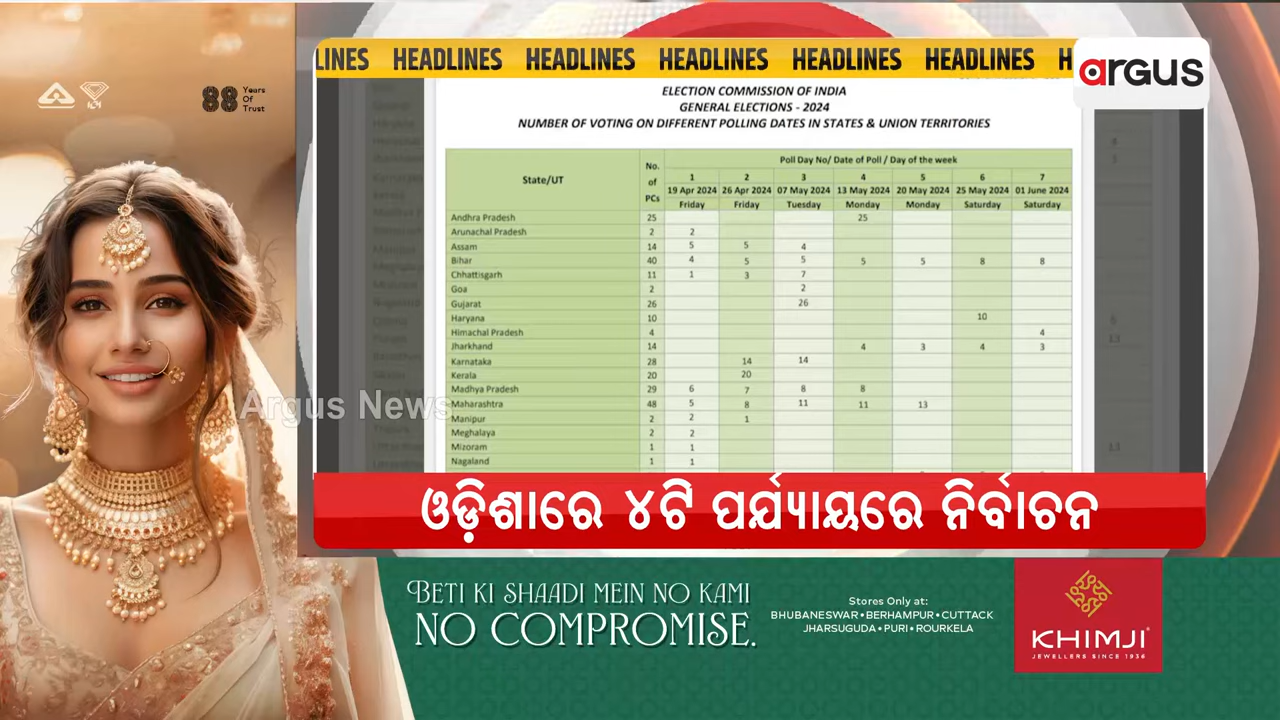 LINES HEADLINES HEADLINES HEADLINES HEADLINES HEADLINES H
argus
88 Years
Of
Trust
ELECTION COMMISSION OF INDIA
GENERAL ELECTIONS - 2024
NUMBER OF VOTING ON DIFFERENT POLLING DATES IN STATES & UNION TERRITORIES
State/UT No. of PCs Poll Day No/ Date of Poll / Day of the week
1 2 3 4 5 6 7
19 Apr 2024 26 Apr 2024 07 May 2024 13 May 2024 20 May 2024 25 May 2024 01 June 2024
Friday Friday Tuesday Monday Monday Saturday Saturday
Andhra Pradesh 25 25
Arunachal Pradesh 2 2
Assam 14 5 5 4
Bihar 40 4 5 5 5 5 8 8
Chhattisgarh 11 1 3 7
Goa 2 2
Gujarat 26 26
Haryana 10 10
Himachal Pradesh 4 4
Jharkhand 14 4 3 4 3
Karnataka 28 14 14
Kerala 20 20
Madhya Pradesh 29 6 7 8 8
Maharashtra 48 5 8 11 11 13
Manipur 2 2 1
Meghalaya 2 2
Mizoram 1 1
Nagaland 1 1
Argus News
ଓଡ଼ିଶାରେ ୪ଟି ପର୍ଯ୍ୟାୟରେ ନିର୍ବାଚନ
BETI KI SHAADI MEIN NO KAMI
NO COMPROMISE.
Stores Only at:
BHUBANESWAR • BERHAMPUR • CUTTACK
JHARSUGUDA • PURI • ROURKELA
KHIMJI
JEWELLERS SINCE 1936